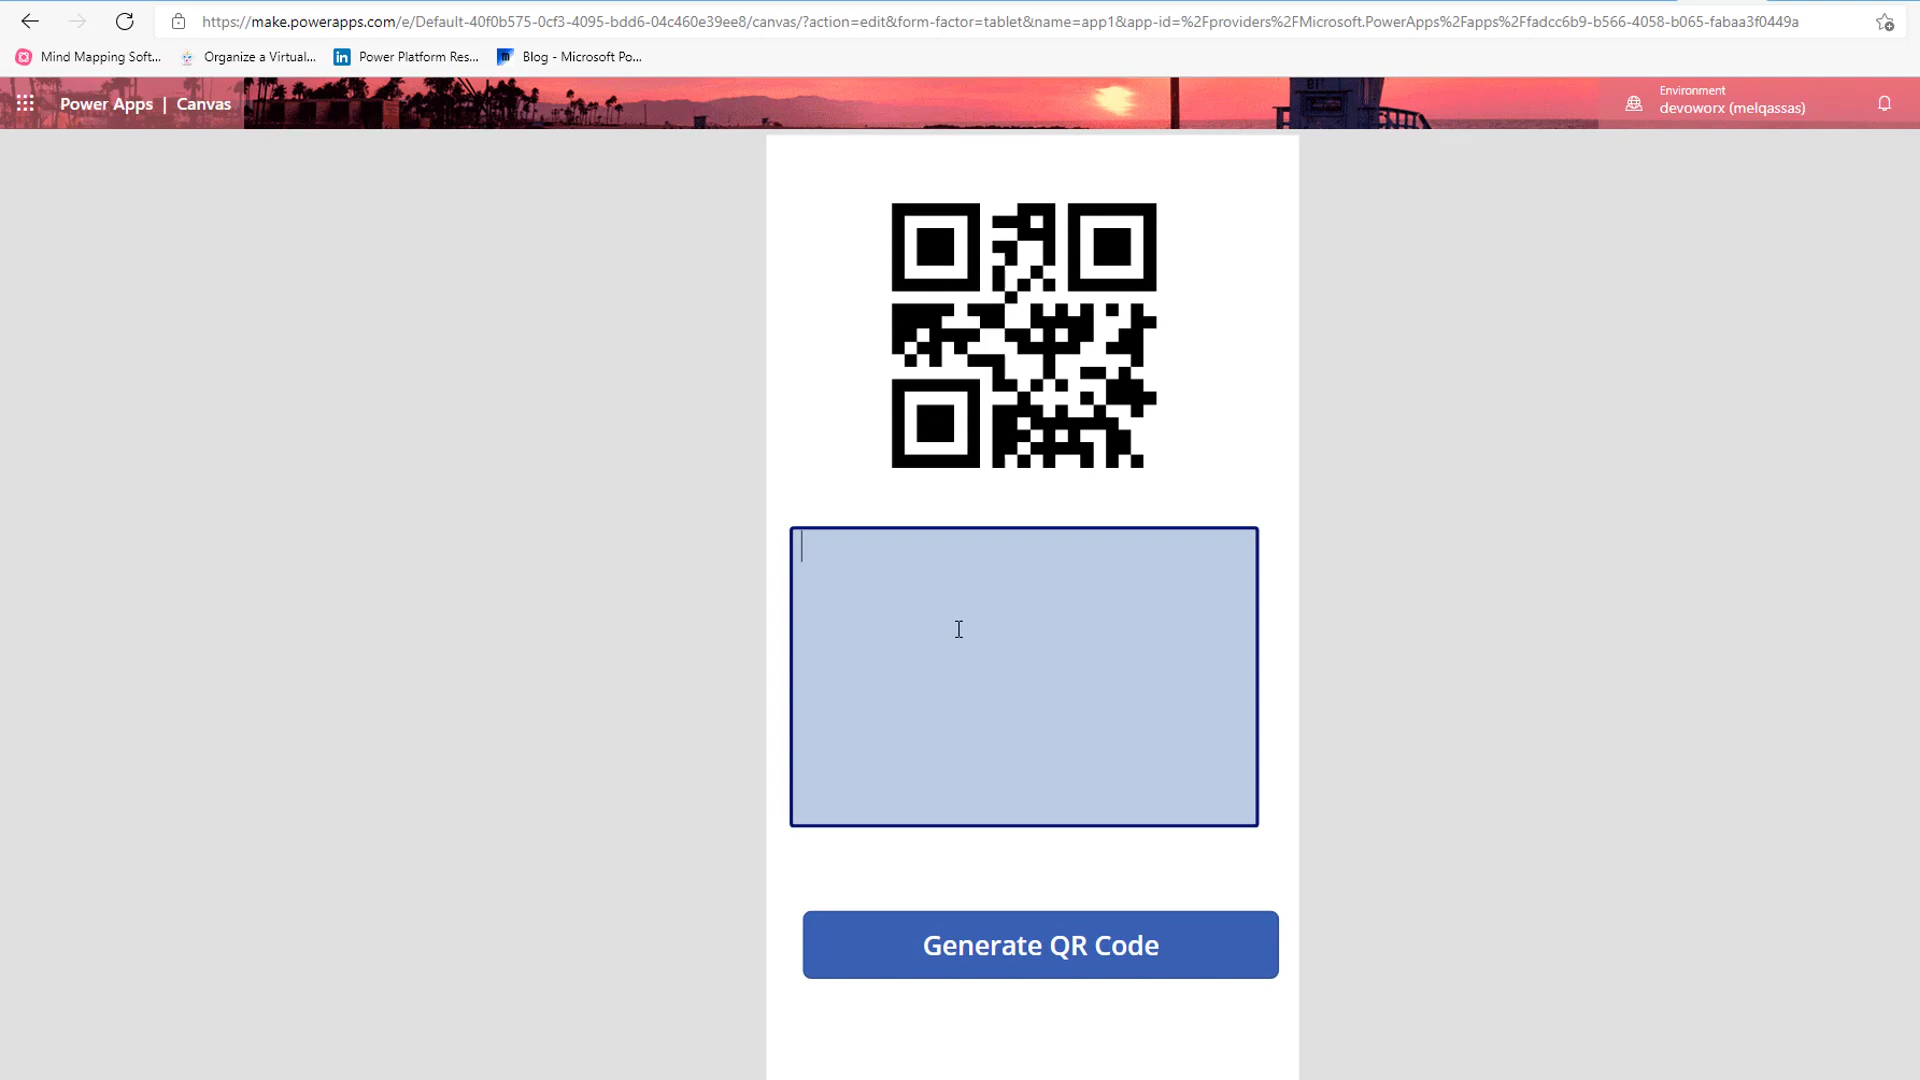 https://make.powerapps.com/e/Default-40f0b575-0cf3-4095-bdd6-04c460e39ee8/canvas/?action=edit&form-factor=tablet&name=app1&app-id=%2Fproviders%2FMicrosoft.PowerApps%2Fapps%2Ffadcc6b9-b566-4058-b065-fabaa3f0449a
Mind Mapping Soft... Organize a Virtual... Power Platform Res... Blog - Microsoft Po...
Power Apps | Canvas
Environment
devoworx (melqassas)
Generate QR Code